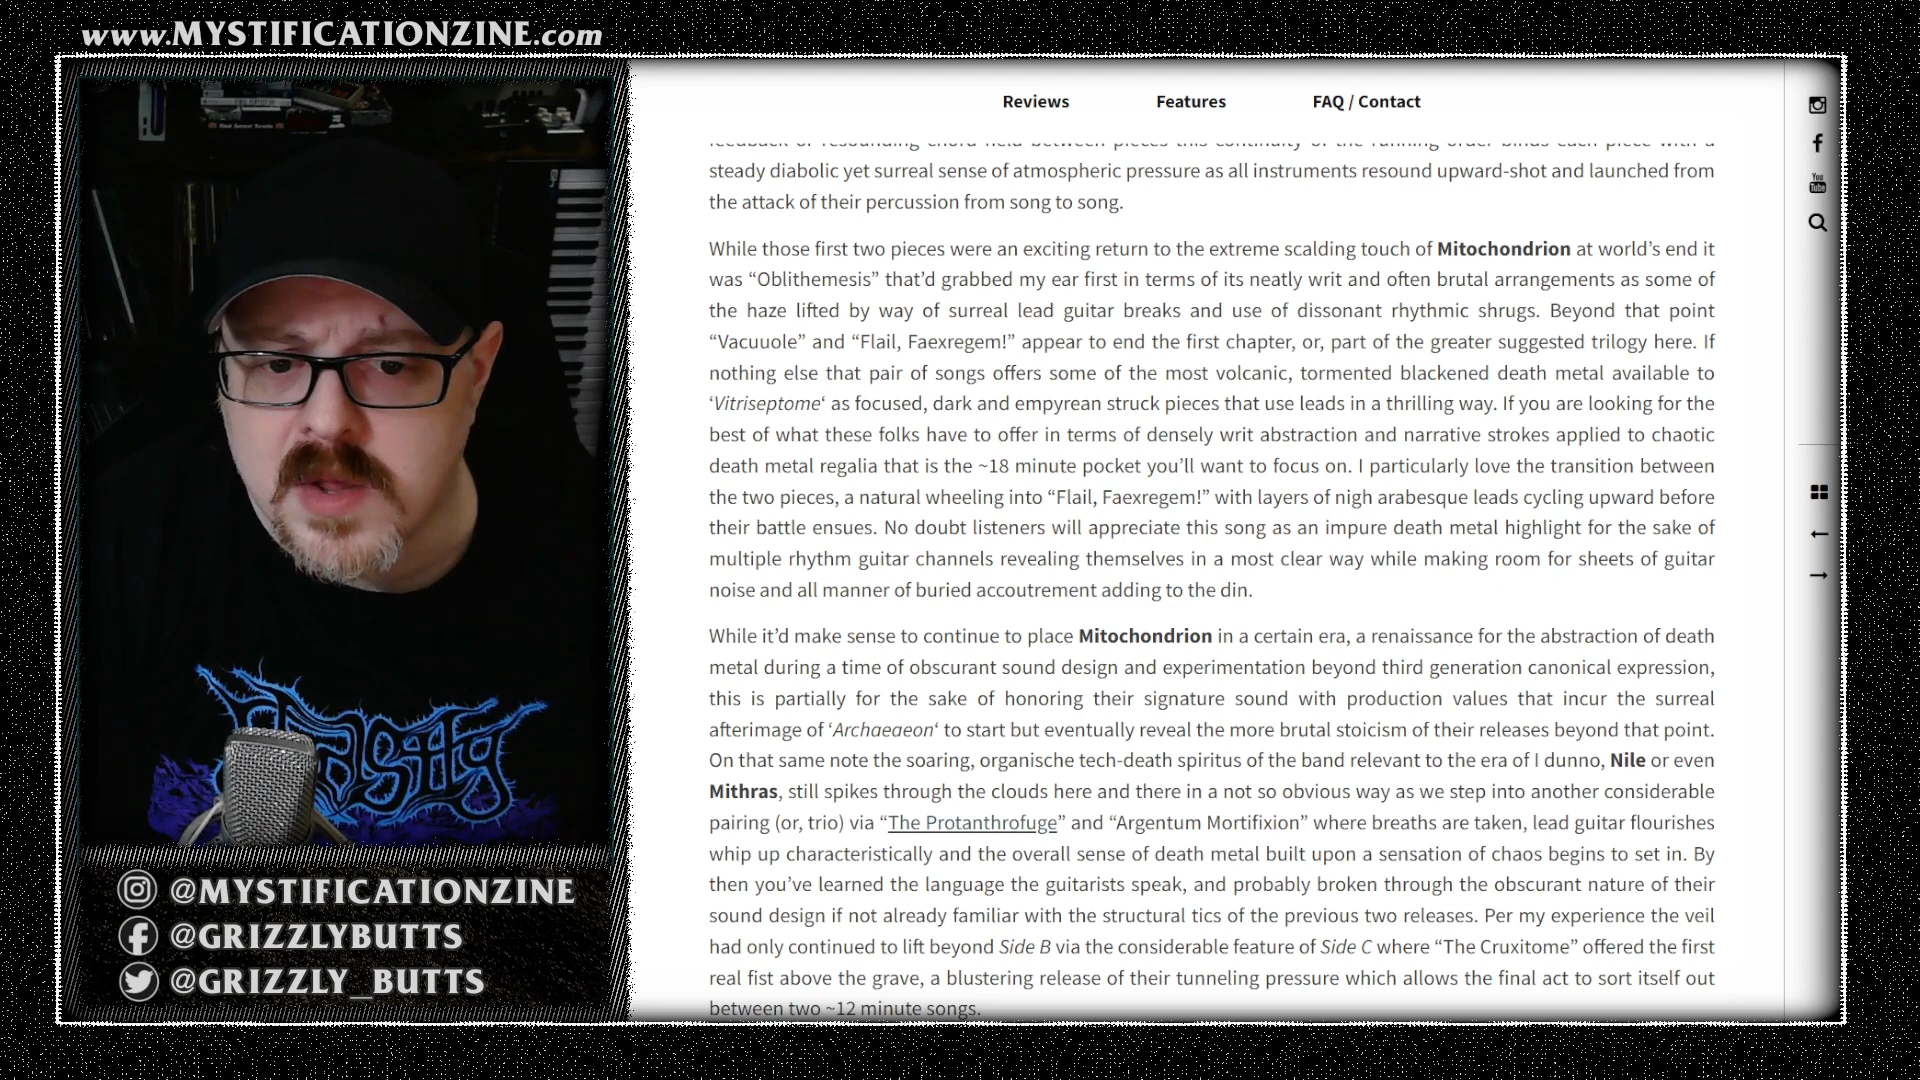 www.MYSTIFICATIONZINE.com
Reviews
Features
FAQ / Contact
feedback or resounding chord held between pieces this continuity of the running order binds each piece with a
steady diabolic yet surreal sense of atmospheric pressure as all instruments resound upward-shot and launched from
the attack of their percussion from song to song.
While those first two pieces were an exciting return to the extreme scalding touch of Mitochondrion at world’s end it
was “Oblithemesis” that’d grabbed my ear first in terms of its neatly writ and often brutal arrangements as some of
the haze lifted by way of surreal lead guitar breaks and use of dissonant rhythmic shrugs. Beyond that point
“Vacuuole” and “Flail, Faexregem!” appear to end the first chapter, or, part of the greater suggested trilogy here. If
nothing else that pair of songs offers some of the most volcanic, tormented blackened death metal available to
‘Vitriseptome‘ as focused, dark and empyrean struck pieces that use leads in a thrilling way. If you are looking for the
best of what these folks have to offer in terms of densely writ abstraction and narrative strokes applied to chaotic
death metal regalia that is the ~18 minute pocket you’ll want to focus on. I particularly love the transition between
the two pieces, a natural wheeling into “Flail, Faexregem!” with layers of nigh arabesque leads cycling upward before
their battle ensues. No doubt listeners will appreciate this song as an impure death metal highlight for the sake of
multiple rhythm guitar channels revealing themselves in a most clear way while making room for sheets of guitar
noise and all manner of buried accoutrement adding to the din.
While it’d make sense to continue to place Mitochondrion in a certain era, a renaissance for the abstraction of death
metal during a time of obscurant sound design and experimentation beyond third generation canonical expression,
this is partially for the sake of honoring their signature sound with production values that incur the surreal
afterimage of ‘Archaeaeon‘ to start but eventually reveal the more brutal stoicism of their releases beyond that point.
On that same note the soaring, organische tech-death spiritus of the band relevant to the era of I dunno, Nile or even
Mithras, still spikes through the clouds here and there in a not so obvious way as we step into another considerable
pairing (or, trio) via “The Protanthrofuge” and “Argentum Mortifixion” where breaths are taken, lead guitar flourishes
whip up characteristically and the overall sense of death metal built upon a sensation of chaos begins to set in. By
then you’ve learned the language the guitarists speak, and probably broken through the obscurant nature of their
sound design if not already familiar with the structural tics of the previous two releases. Per my experience the veil
had only continued to lift beyond Side B via the considerable feature of Side C where “The Cruxitome” offered the first
real fist above the grave, a blustering release of their tunneling pressure which allows the final act to sort itself out
between two ~12 minute songs.
You
Tube
@MYSTIFICATIONZINE
@GRIZZLYBUTTS
@GRIZZLY_BUTTS